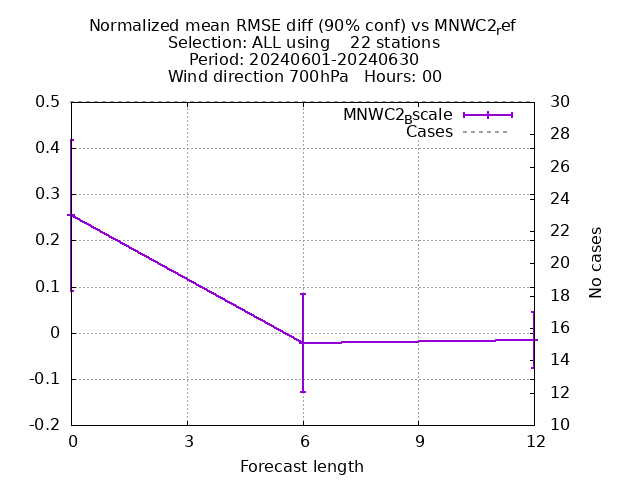 Normalized mean RMSE diff (90% conf) vs MNWC2_ref
Selection: ALL using 22 stations
Period: 20240601-20240630
Wind direction 700hPa Hours: 00
MNWC2_Bscale
Cases
0.5
0.4
0.3
0.2
0.1
0
-0.1
-0.2
30
28
26
24
22
20
18
16
14
12
10
No cases
0 3 6 9 12
Forecast length